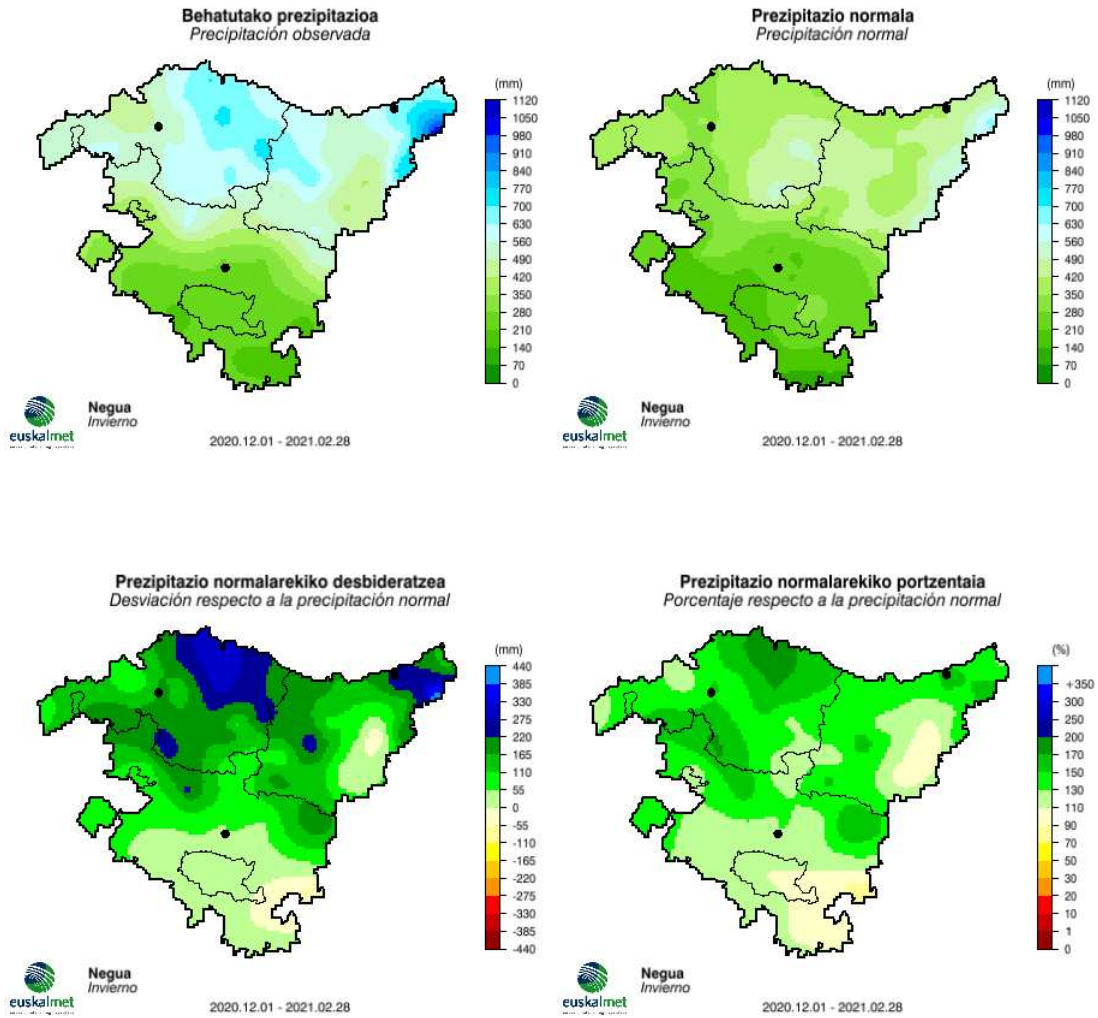 Behatutako prezipitazioa
Precipitación observada
(mm)
1120
1050
980
910
840
770
700
630
560
490
420
350
280
210
140
70
0
euskalmet
Negua
Invierno
2020.12.01 - 2021.02.28
Prezipitazio normala
Precipitación normal
(mm)
1120
1050
980
910
840
770
700
630
560
490
420
350
280
210
140
70
0
euskalmet
Negua
Invierno
2020.12.01 - 2021.02.28
Prezipitazio normalarekiko desbideratzea
Desviación respecto a la precipitación normal
(mm)
440
385
330
275
220
165
110
55
0
-55
-110
-165
-220
-275
-330
-385
-440
euskalmet
Negua
Invierno
2020.12.01 - 2021.02.28
Prezipitazio normalarekiko portzentaia
Porcentaje respecto a la precipitación normal
(%)
+350
300
250
200
170
150
130
110
90
70
50
30
20
10
1
0
euskalmet
Negua
Invierno
2020.12.01 - 2021.02.28